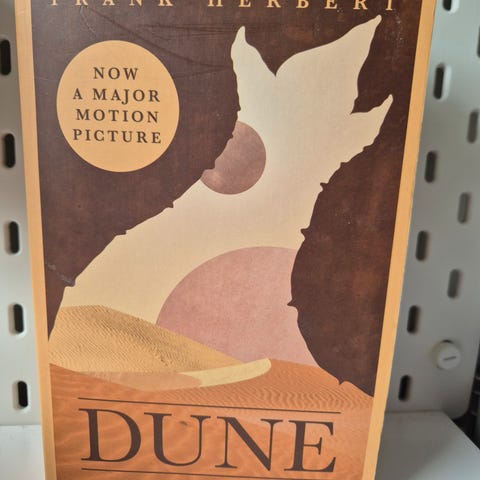 FRANK HERBERT
NOW
A MAJOR
MOTION
PICTURE
DUNE